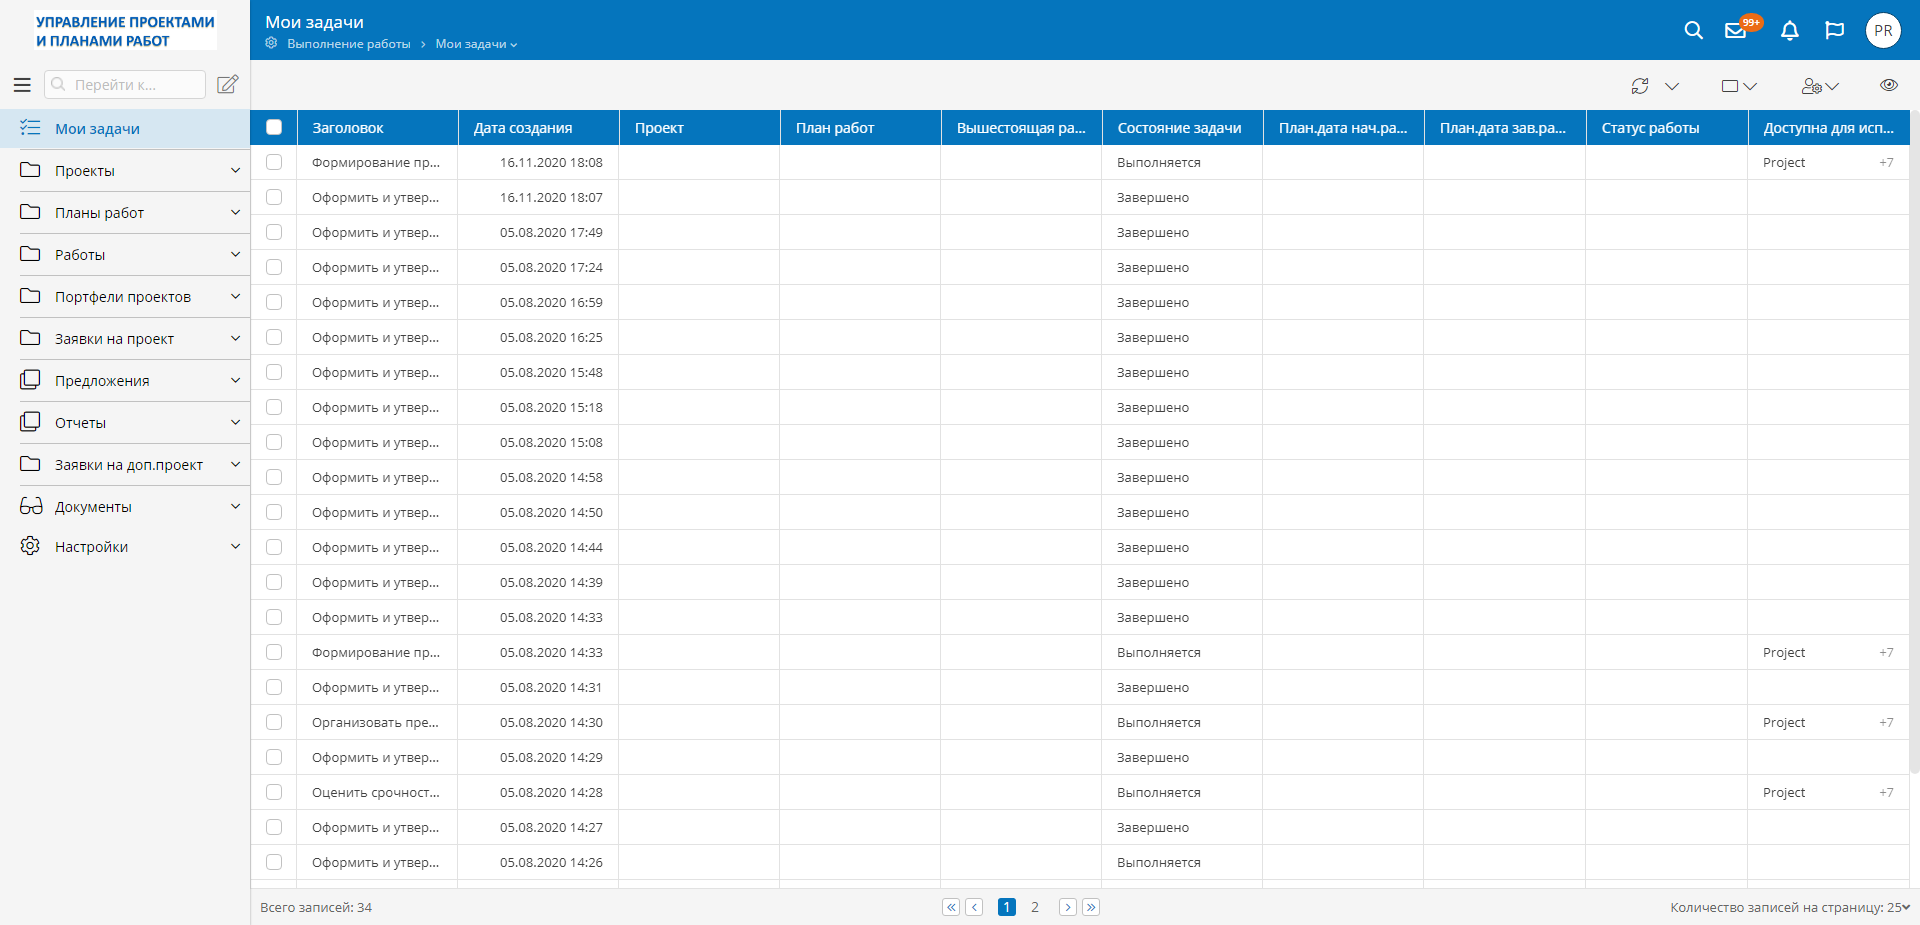 УПРАВЛЕНИЕ ПРОЕКТАМИ
И ПЛАНАМИ РАБОТ
Мои задачи
Выполнение работы › Мои задачи
99+
PR
Перейти к...
Мои задачи
Проекты
Планы работ
Работы
Портфели проектов
Заявки на проект
Предложения
Отчеты
Заявки на доп.проект
Документы
Настройки
Заголовок Дата создания Проект План работ Вышестоящая ра... Состояние задачи План.дата нач.ра... План.дата зав.ра... Статус работы Доступна для исп...
Формирование пр... 16.11.2020 18:08 Выполняется Project +7
Оформить и утвер... 16.11.2020 18:07 Завершено
Оформить и утвер... 05.08.2020 17:49 Завершено
Оформить и утвер... 05.08.2020 17:24 Завершено
Оформить и утвер... 05.08.2020 16:59 Завершено
Оформить и утвер... 05.08.2020 16:25 Завершено
Оформить и утвер... 05.08.2020 15:48 Завершено
Оформить и утвер... 05.08.2020 15:18 Завершено
Оформить и утвер... 05.08.2020 15:08 Завершено
Оформить и утвер... 05.08.2020 14:58 Завершено
Оформить и утвер... 05.08.2020 14:50 Завершено
Оформить и утвер... 05.08.2020 14:44 Завершено
Оформить и утвер... 05.08.2020 14:39 Завершено
Оформить и утвер... 05.08.2020 14:33 Завершено
Формирование пр... 05.08.2020 14:33 Выполняется Project +7
Оформить и утвер... 05.08.2020 14:31 Завершено
Организовать пре... 05.08.2020 14:30 Выполняется Project +7
Оформить и утвер... 05.08.2020 14:29 Завершено
Оценить срочност... 05.08.2020 14:28 Выполняется Project +7
Оформить и утвер... 05.08.2020 14:27 Завершено
Оформить и утвер... 05.08.2020 14:26 Выполняется
Всего записей: 34 « ‹ 1 2 › » Количество записей на страницу: 25